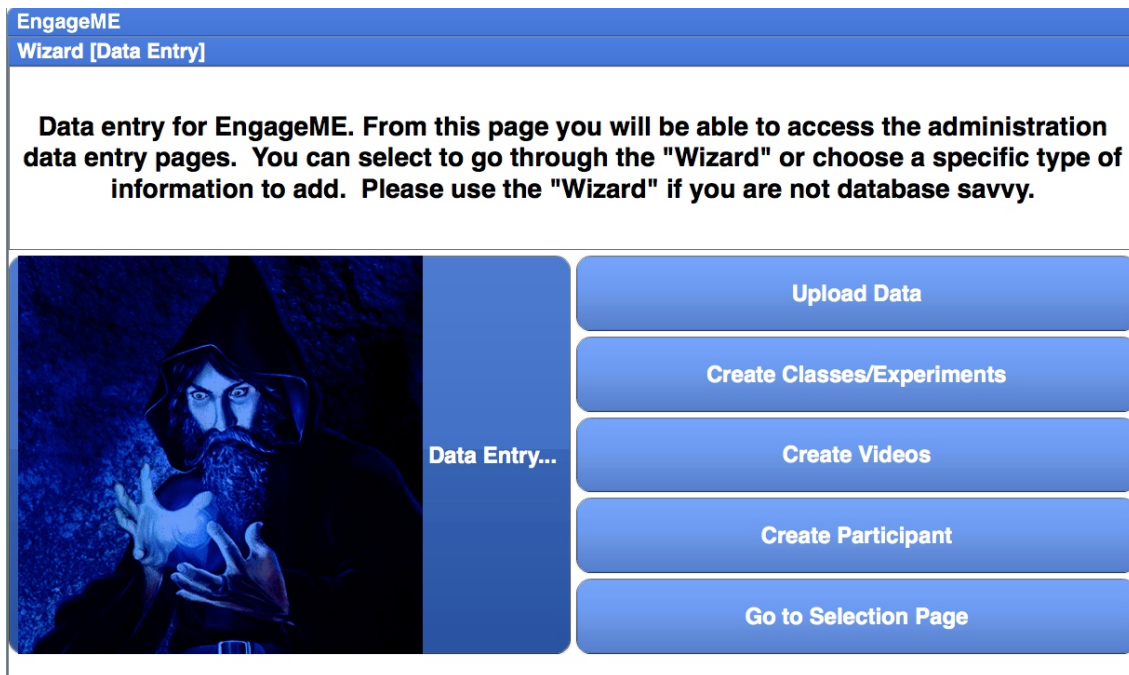 EngageME
Wizard [Data Entry]
Data entry for EngageME. From this page you will be able to access the administration
data entry pages.  You can select to go through the "Wizard" or choose a specific type of
information to add.  Please use the "Wizard" if you are not database savvy.
Data Entry...
Upload Data
Create Classes/Experiments
Create Videos
Create Participant
Go to Selection Page